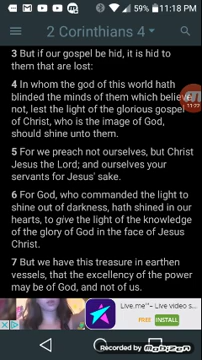 11:18 PM
2 Corinthians 4
3 But if our gospel be hid, it is hid to
them that are lost:
4 In whom the god of this world hath
blinded the minds of them which believe
not, lest the light of the glorious gospel
of Christ, who is the image of God,
should shine unto them.
5 For we preach not ourselves, but Christ
Jesus the Lord; and ourselves your
servants for Jesus' sake.
6 For God, who commanded the light to
shine out of darkness, hath shined in our
hearts, to give the light of the knowledge
of the glory of God in the face of Jesus
Christ.
7 But we have this treasure in earthen
vessels, that the excellency of the power
may be of God, and not of us.
Live.me – Live video s...
FREE INSTALL
Recorded by